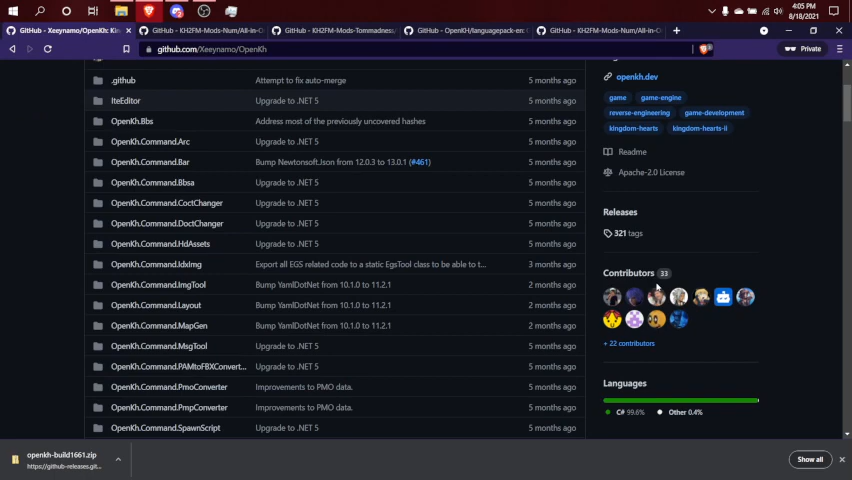 4:05 PM
8/18/2021
GitHub - Xeeynamo/OpenKh: Kin
GitHub - KH2FM-Mods-Num/All-in-O
GitHub - KH2FM-Mods-Tommadness/
GitHub - OpenKH/languagepack-en: C
GitHub - KH2FM-Mods-Num/All-in-O
github.com/Xeeynamo/OpenKh
Private
.github Attempt to fix auto-merge 5 months ago
IteEditor Upgrade to .NET 5 5 months ago
OpenKh.Bbs Address most of the previously uncovered hashes 5 months ago
OpenKh.Command.Arc Upgrade to .NET 5 5 months ago
OpenKh.Command.Bar Bump Newtonsoft.Json from 12.0.3 to 13.0.1 (#461) 5 months ago
OpenKh.Command.Bbsa Upgrade to .NET 5 5 months ago
OpenKh.Command.CoctChanger Upgrade to .NET 5 5 months ago
OpenKh.Command.DoctChanger Upgrade to .NET 5 5 months ago
OpenKh.Command.HdAssets Upgrade to .NET 5 5 months ago
OpenKh.Command.IdxImg Export all EGS related code to a static EgsTool class to be able to t... 3 months ago
OpenKh.Command.ImgTool Bump YamlDotNet from 10.1.0 to 11.2.1 2 months ago
OpenKh.Command.Layout Bump YamlDotNet from 10.1.0 to 11.2.1 2 months ago
OpenKh.Command.MapGen Bump YamlDotNet from 10.1.0 to 11.2.1 2 months ago
OpenKh.Command.MsgTool Upgrade to .NET 5 5 months ago
OpenKh.Command.PAMtoFBXConvert... Upgrade to .NET 5 5 months ago
OpenKh.Command.PmoConverter Improvements to PMO data. 5 months ago
OpenKh.Command.PmpConverter Improvements to PMO data. 5 months ago
OpenKh.Command.SpawnScript Upgrade to .NET 5 5 months ago
openkh.dev
game game-engine
reverse-engineering game-development
kingdom-hearts kingdom-hearts-ii
Readme
Apache-2.0 License
Releases
321 tags
Contributors 33
+ 22 contributors
Languages
C# 99.6% Other 0.4%
openkh-build1661.zip
https://github-releases.git...
Show all